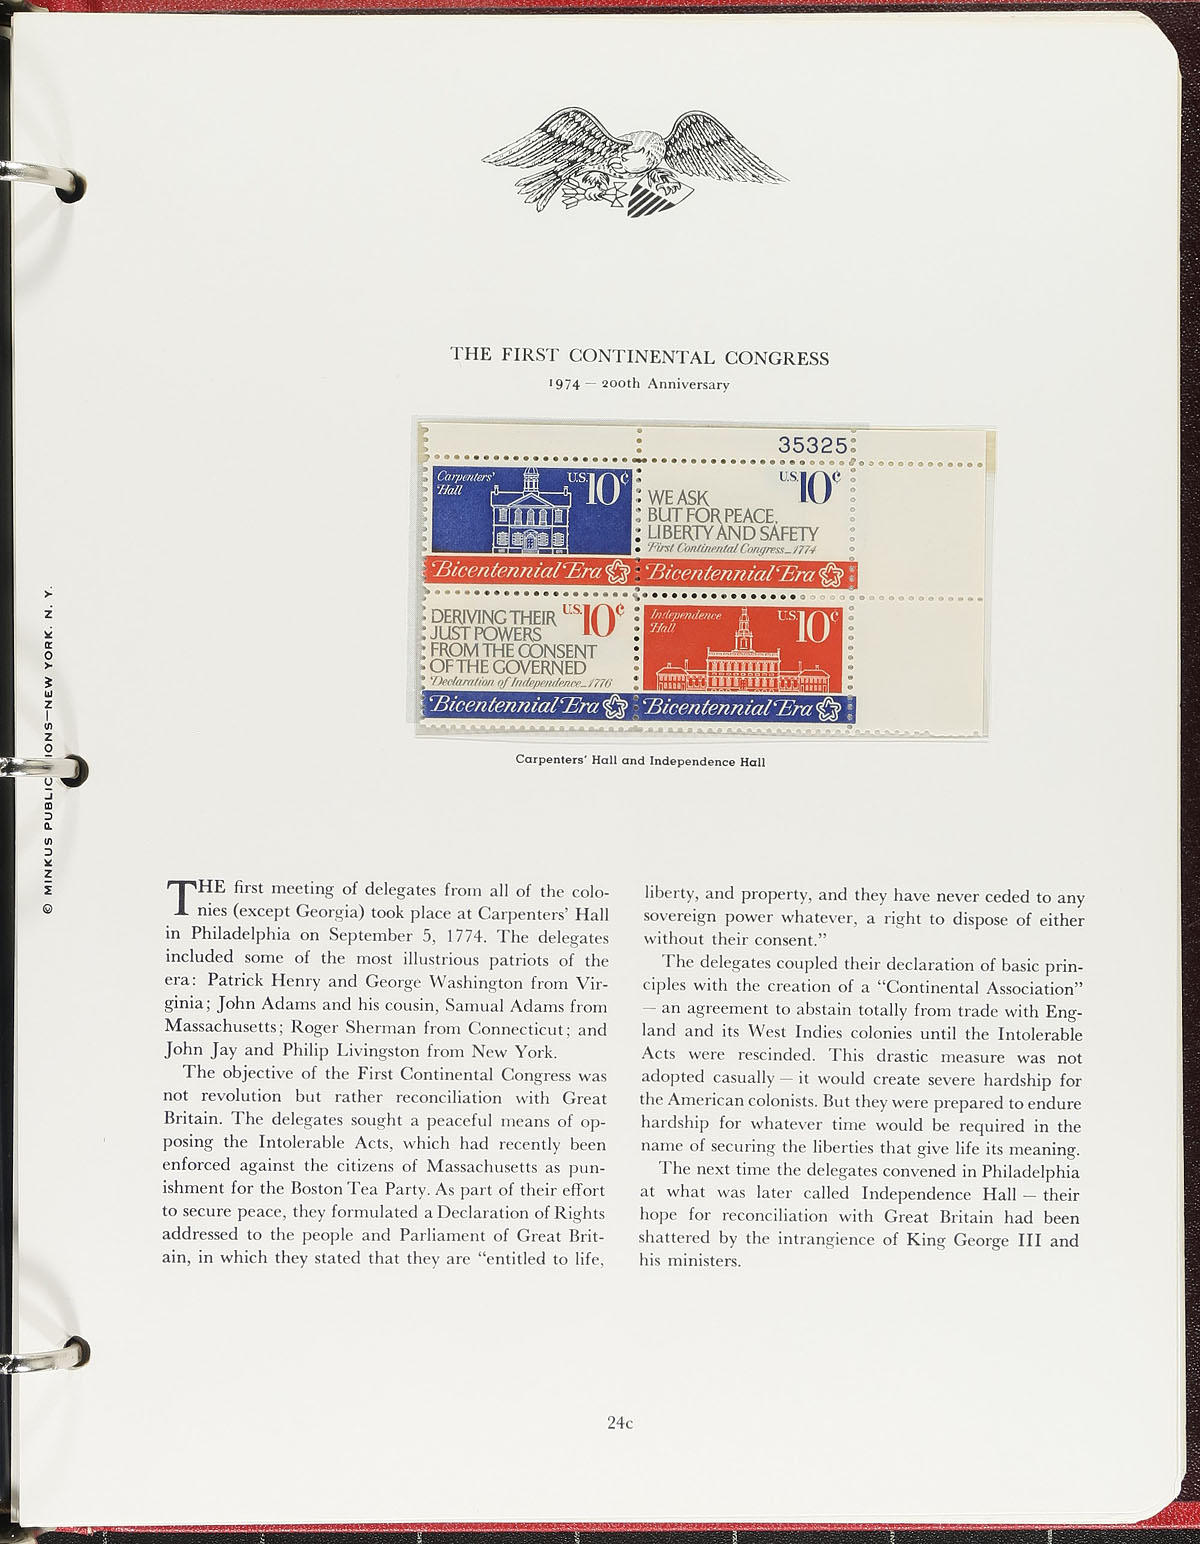 THE FIRST CONTINENTAL CONGRESS
1974 — 200th Anniversary
35325
Carpenters'
Hall
U.S. 10¢
Bicentennial Era
U.S. 10¢
WE ASK
BUT FOR PEACE,
LIBERTY AND SAFETY
First Continental Congress—1774
Bicentennial Era
U.S. 10¢
DERIVING THEIR
JUST POWERS
FROM THE CONSENT
OF THE GOVERNED
Declaration of Independence—1776
Bicentennial Era
Independence
Hall
U.S. 10¢
Bicentennial Era
Carpenters' Hall and Independence Hall
THE first meeting of delegates from all of the colo-
nies (except Georgia) took place at Carpenters' Hall
in Philadelphia on September 5, 1774. The delegates
included some of the most illustrious patriots of the
era: Patrick Henry and George Washington from Vir-
ginia; John Adams and his cousin, Samual Adams from
Massachusetts; Roger Sherman from Connecticut; and
John Jay and Philip Livingston from New York.
The objective of the First Continental Congress was
not revolution but rather reconciliation with Great
Britain. The delegates sought a peaceful means of op-
posing the Intolerable Acts, which had recently been
enforced against the citizens of Massachusetts as pun-
ishment for the Boston Tea Party. As part of their effort
to secure peace, they formulated a Declaration of Rights
addressed to the people and Parliament of Great Brit-
ain, in which they stated that they are “entitled to life,
liberty, and property, and they have never ceded to any
sovereign power whatever, a right to dispose of either
without their consent.”
The delegates coupled their declaration of basic prin-
ciples with the creation of a “Continental Association”
— an agreement to abstain totally from trade with Eng-
land and its West Indies colonies until the Intolerable
Acts were rescinded. This drastic measure was not
adopted casually — it would create severe hardship for
the American colonists. But they were prepared to endure
hardship for whatever time would be required in the
name of securing the liberties that give life its meaning.
The next time the delegates convened in Philadelphia
at what was later called Independence Hall — their
hope for reconciliation with Great Britain had been
shattered by the intrangience of King George III and
his ministers.
24c
© MINKUS PUBLIC IONS—NEW YORK. N. Y.